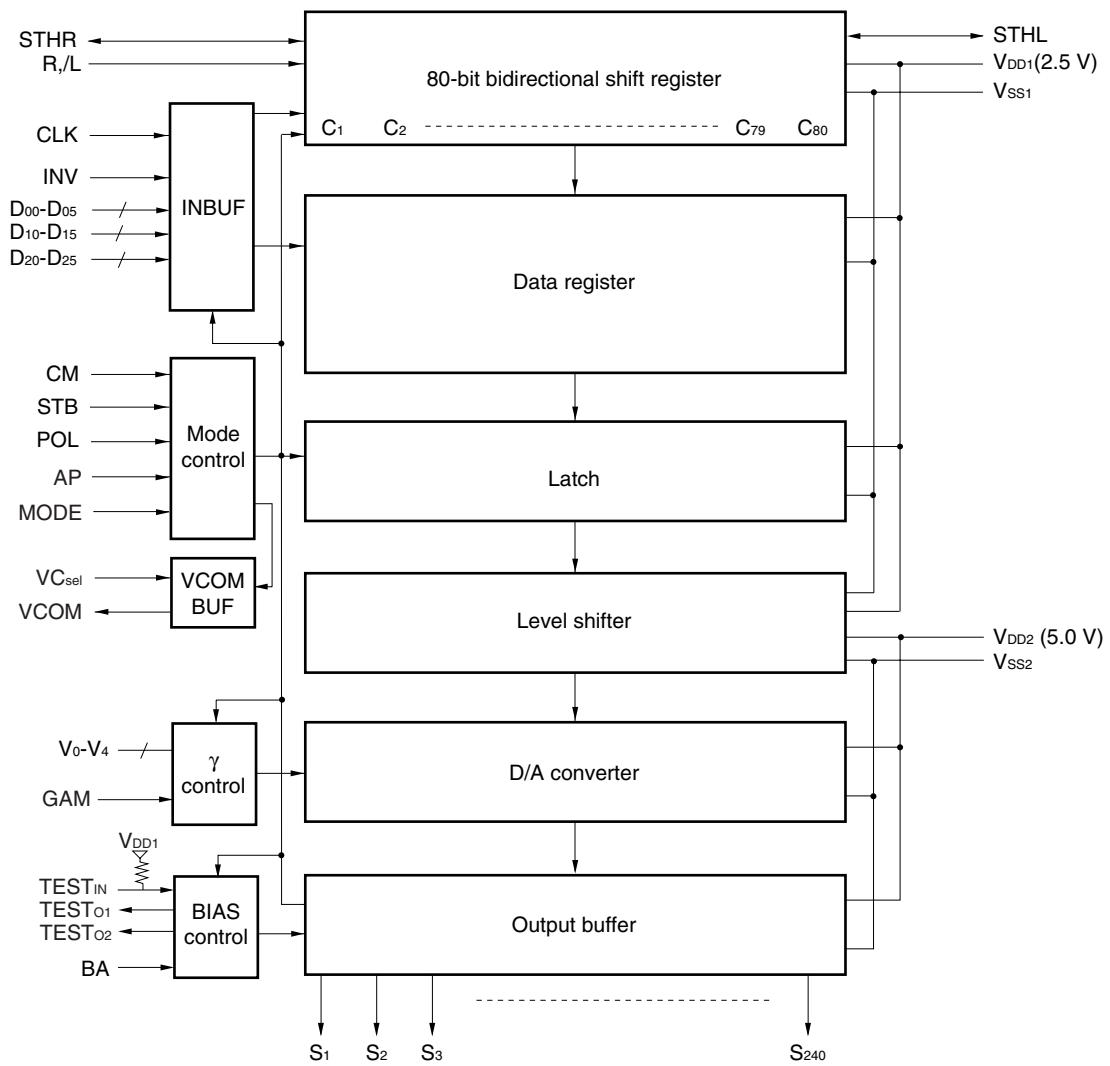 STHR
STHL
R,/L
80-bit bidirectional shift register
VDD1(2.5 V)
VSS1
C1 C2 C79 C80
CLK
INV
D00-D05
D10-D15
D20-D25
INBUF
Data register
CM
STB
POL
AP
MODE
Mode
control
Latch
VCsel
VCOM
VCOM
BUF
Level shifter
VDD2 (5.0 V)
VSS2
V0-V4
GAM
γ
control
D/A converter
VDD1
TESTIN
TESTO1
TESTO2
BA
BIAS
control
Output buffer
S1 S2 S3 S240